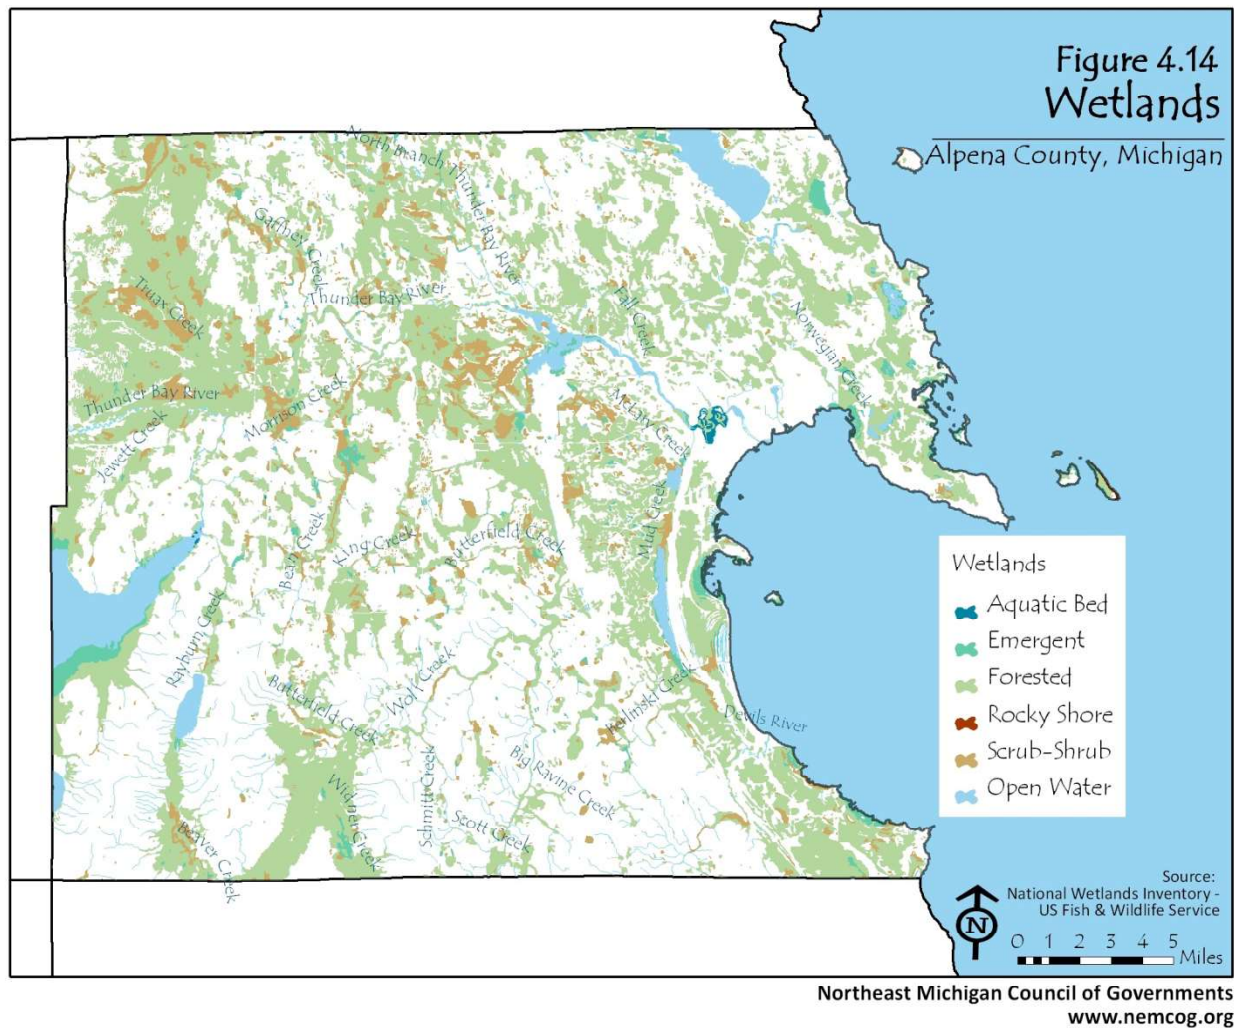 Figure 4.14
Wetlands
Alpena County, Michigan
North Branch Thunder Bay River
Gaffney Creek
Thunder Bay River
Truax Creek
Fall Creek
Norwegian Creek
Thunder Bay River
Morrison Creek
Jewett Creek
McGinty Creek
Mud Creek
Bean Creek
King Creek
Butterfield Creek
Rayburn Creek
Wolf Creek
Butterfield Creek
Devils River
Schmitt Creek
Big Ravine Creek
Widner Creek
Scott Creek
Beaver Creek
Wetlands
Aquatic Bed
Emergent
Forested
Rocky Shore
Scrub-Shrub
Open Water
Source:
National Wetlands Inventory -
US Fish & Wildlife Service
N
0 1 2 3 4 5
Miles
Northeast Michigan Council of Governments
www.nemcog.org